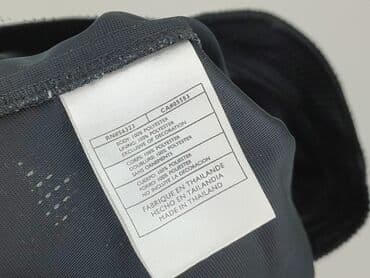 RN#56323 CA#05553
BODY: 100% POLYESTER
LINING: 100% POLYESTER
EXCLUSIVE OF DECORATION
CORPS: 100% POLYESTER
DOUBLURE: 100% POLYESTER
SANS ORNEMENTS
CUERPO: 100% POLIESTER
FORRO: 100% POLIESTER
NO INCLUYE LA DECORACION
FABRIQUE EN THAILANDE
HECHO EN TAILANDIA
MADE IN THAILAND